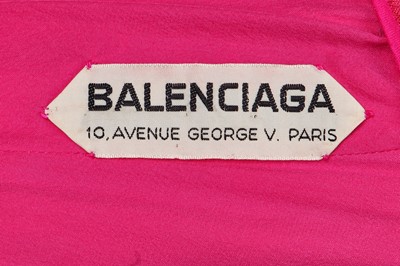 BALENCIAGA
10, AVENUE GEORGE V. PARIS